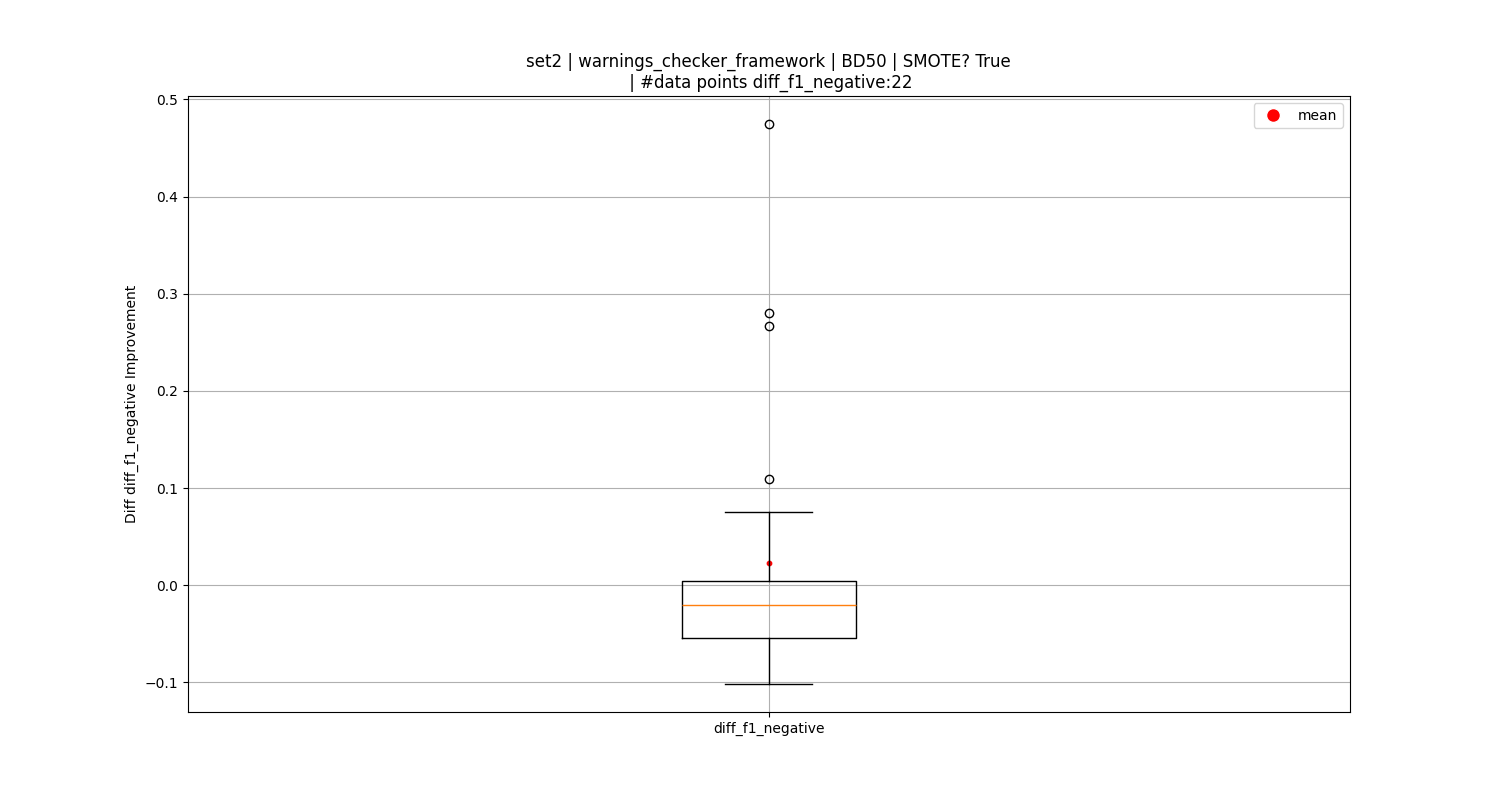 set2 | warnings_checker_framework | BD50 | SMOTE? True
| #data points diff_f1_negative:22
mean
0.5
0.4
0.3
0.2
0.1
0.0
−0.1
Diff diff_f1_negative Improvement
diff_f1_negative